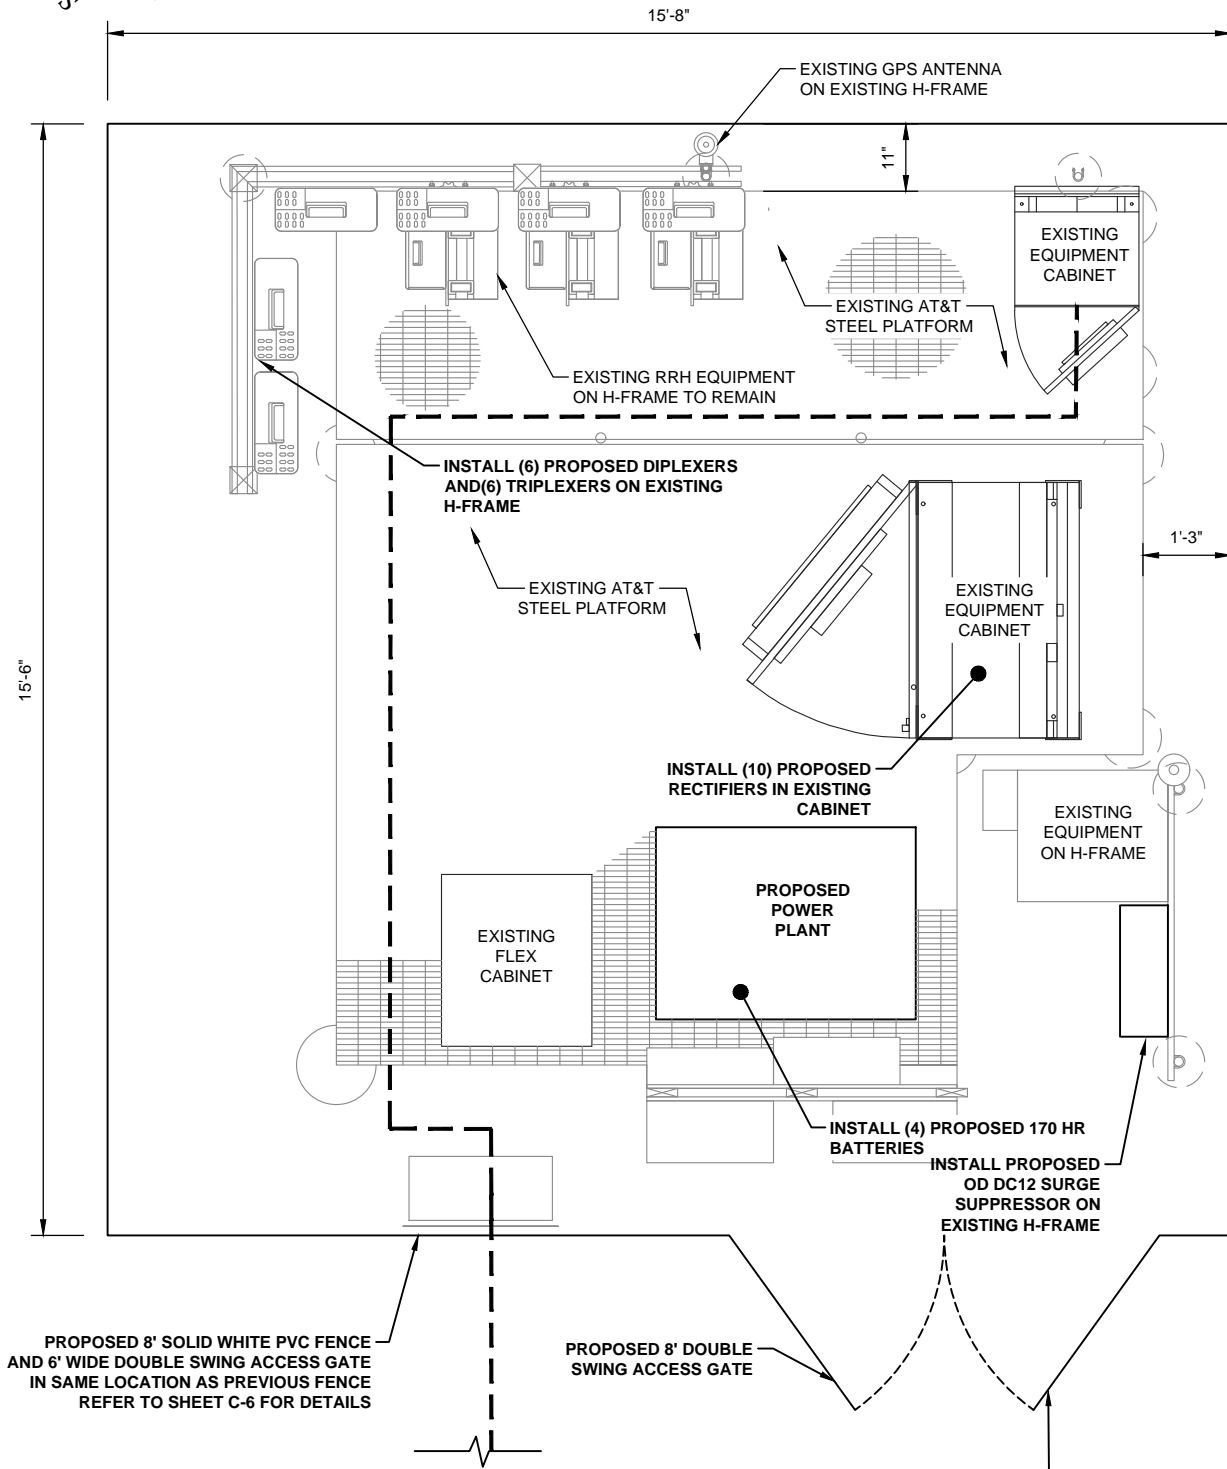 15'-8"
EXISTING GPS ANTENNA
ON EXISTING H-FRAME
11"
EXISTING
EQUIPMENT
CABINET
EXISTING AT&T
STEEL PLATFORM
EXISTING RRH EQUIPMENT
ON H-FRAME TO REMAIN
INSTALL (6) PROPOSED DIPLEXERS
AND(6) TRIPLEXERS ON EXISTING
H-FRAME
1'-3"
EXISTING AT&T
STEEL PLATFORM
EXISTING
EQUIPMENT
CABINET
15'-6"
INSTALL (10) PROPOSED
RECTIFIERS IN EXISTING
CABINET
EXISTING
EQUIPMENT
ON H-FRAME
PROPOSED
POWER
PLANT
EXISTING
FLEX
CABINET
INSTALL (4) PROPOSED 170 HR
BATTERIES
INSTALL PROPOSED
OD DC12 SURGE
SUPPRESSOR ON
EXISTING H-FRAME
PROPOSED 8' SOLID WHITE PVC FENCE
AND 6' WIDE DOUBLE SWING ACCESS GATE
IN SAME LOCATION AS PREVIOUS FENCE
REFER TO SHEET C-6 FOR DETAILS
PROPOSED 8' DOUBLE
SWING ACCESS GATE